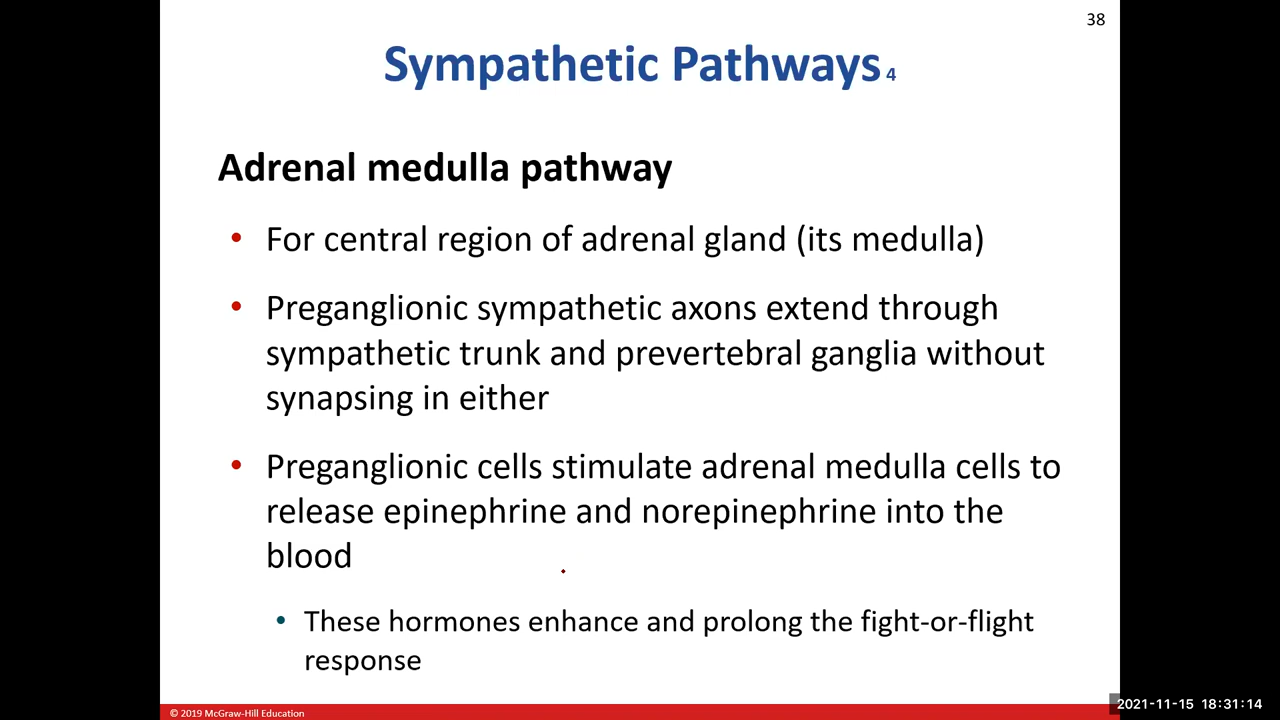 38
Sympathetic Pathways 4
Adrenal medulla pathway
• For central region of adrenal gland (its medulla)
• Preganglionic sympathetic axons extend through
sympathetic trunk and prevertebral ganglia without
synapsing in either
• Preganglionic cells stimulate adrenal medulla cells to
release epinephrine and norepinephrine into the
blood
• These hormones enhance and prolong the fight-or-flight
response
© 2019 McGraw-Hill Education
2021-11-15 18:31:14